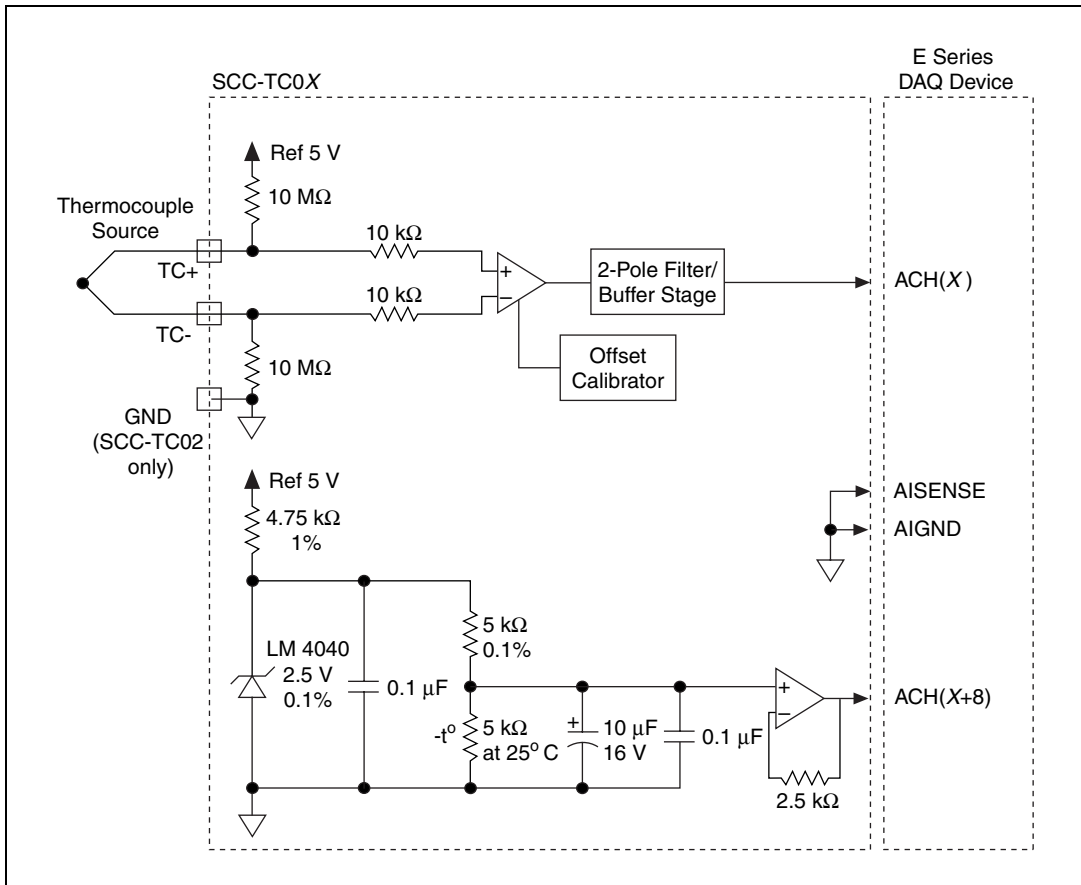 E Series
DAQ Device
SCC-TC0X
Ref 5 V
10 MΩ
Thermocouple
Source
TC+
10 kΩ
+
−
2-Pole Filter/
Buffer Stage
ACH(X)
10 kΩ
TC-
10 MΩ
Offset
Calibrator
GND
(SCC-TC02
only)
Ref 5 V
4.75 kΩ
1%
AISENSE
AIGND
LM 4040
2.5 V
0.1%
0.1 µF
5 kΩ
0.1%
-t°
5 kΩ
at 25° C
+
10 µF
16 V
0.1 µF
+
−
ACH(X+8)
2.5 kΩ